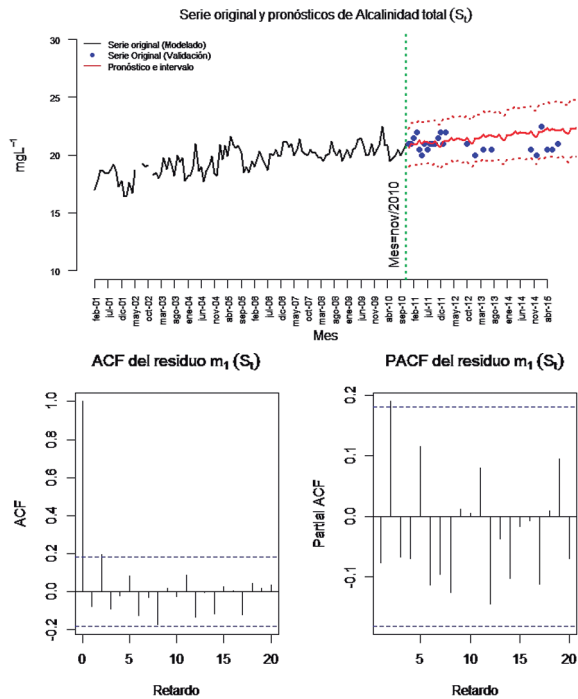 Serie original y pronósticos de Alcalinidad total (St)
Serie original (Modelado)
Serie Original (Validación)
Pronóstico e intervalo
30
25
20
15
10
mgL⁻¹
Mes=nov/2010
feb-01
jul-01
dic-01
may-02
oct-02
mar-03
ago-03
ene-04
jun-04
nov-04
abr-05
sep-05
feb-06
jul-06
dic-06
may-07
oct-07
mar-08
ago-08
ene-09
jun-09
nov-09
abr-10
sep-10
feb-11
jul-11
dic-11
may-12
oct-12
mar-13
ago-13
ene-14
jun-14
nov-14
abr-15
Mes
ACF del residuo m1 (St)
1.0
0.8
0.6
0.4
0.2
0.0
-0.2
ACF
0 5 10 15 20
Retardo
PACF del residuo m1 (St)
0.2
0.1
0.0
-0.1
Partial ACF
5 10 15 20
Retardo